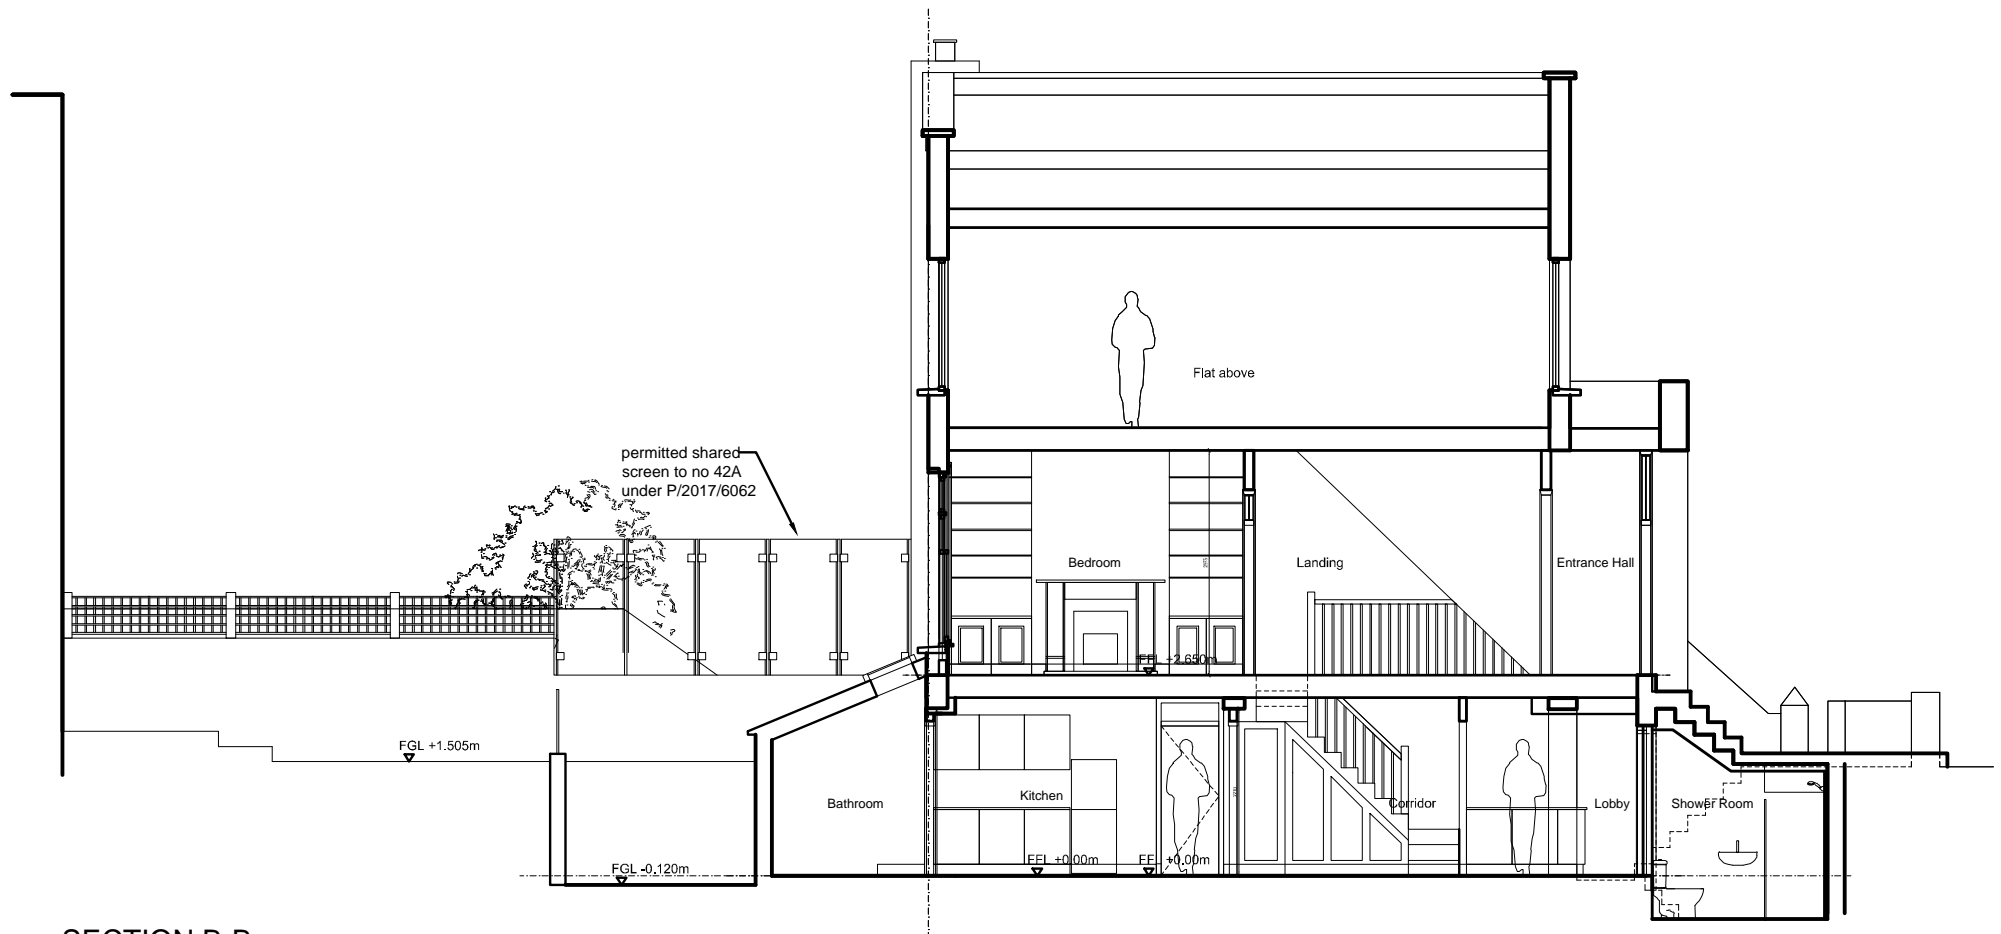 Flat above
permitted shared
screen to no 42A
under P/2017/6062
Bedroom
Landing
Entrance Hall
FFL +2.650m
FGL +1.505m
Bathroom
Kitchen
Corridor
Lobby
Shower Room
FGL -0.120m
FFL +0.00m
FFL +0.00m